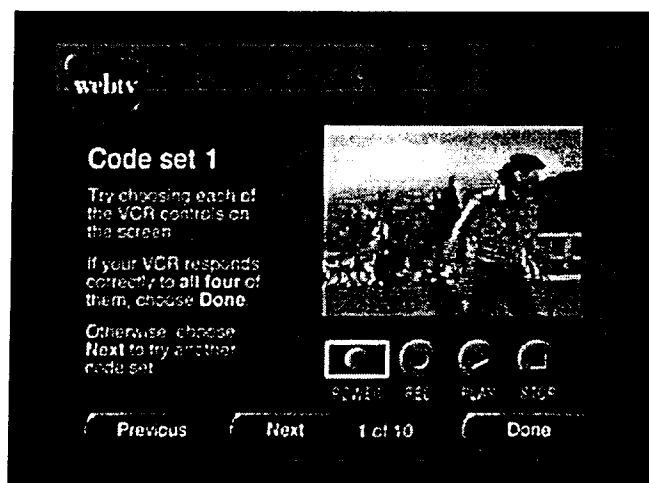 webtv
Code set 1
Try choosing each of
the VCR controls on
the screen
If your VCR responds
correctly to all four of
them, choose Done.
Otherwise, choose
Next to try another
code set
POWER REC PLAY STOP
Previous Next 1 of 10 Done